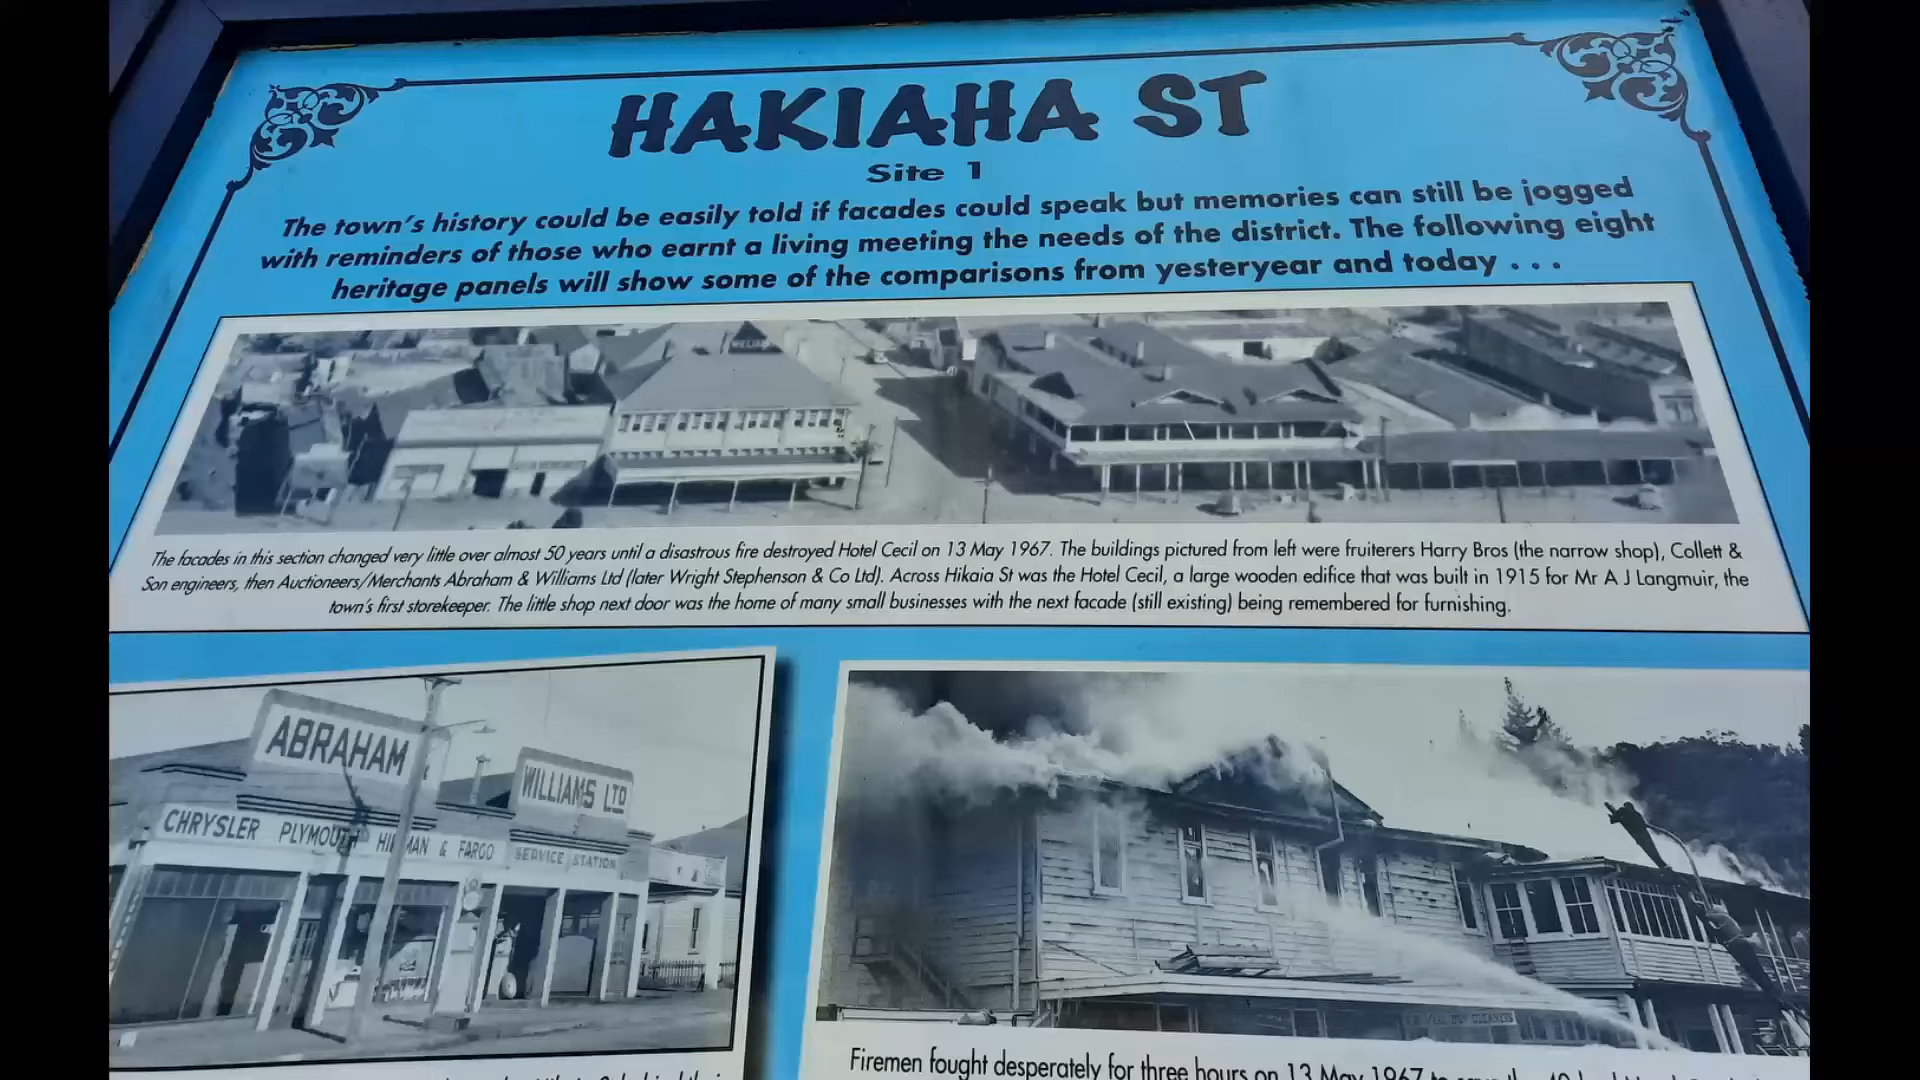 HAKIAHA ST
Site 1
The town's history could be easily told if facades could speak but memories can still be jogged
with reminders of those who earnt a living meeting the needs of the district. The following eight
heritage panels will show some of the comparisons from yesteryear and today . . .
The facades in this section changed very little over almost 50 years until a disastrous fire destroyed Hotel Cecil on 13 May 1967. The buildings pictured from left were fruiterers Harry Bros (the narrow shop), Collett &
Son engineers, then Auctioneers/Merchants Abraham & Williams Ltd (later Wright Stephenson & Co Ltd). Across Hikaia St was the Hotel Cecil, a large wooden edifice that was built in 1915 for Mr A J Langmuir, the
town's first storekeeper. The little shop next door was the home of many small businesses with the next facade (still existing) being remembered for furnishing.
ABRAHAM
WILLIAMS LTD
CHRYSLER PLYMOUTH & FARGO SERVICE STATION
Firemen fought desperately for three hours on 13 May 1967 to